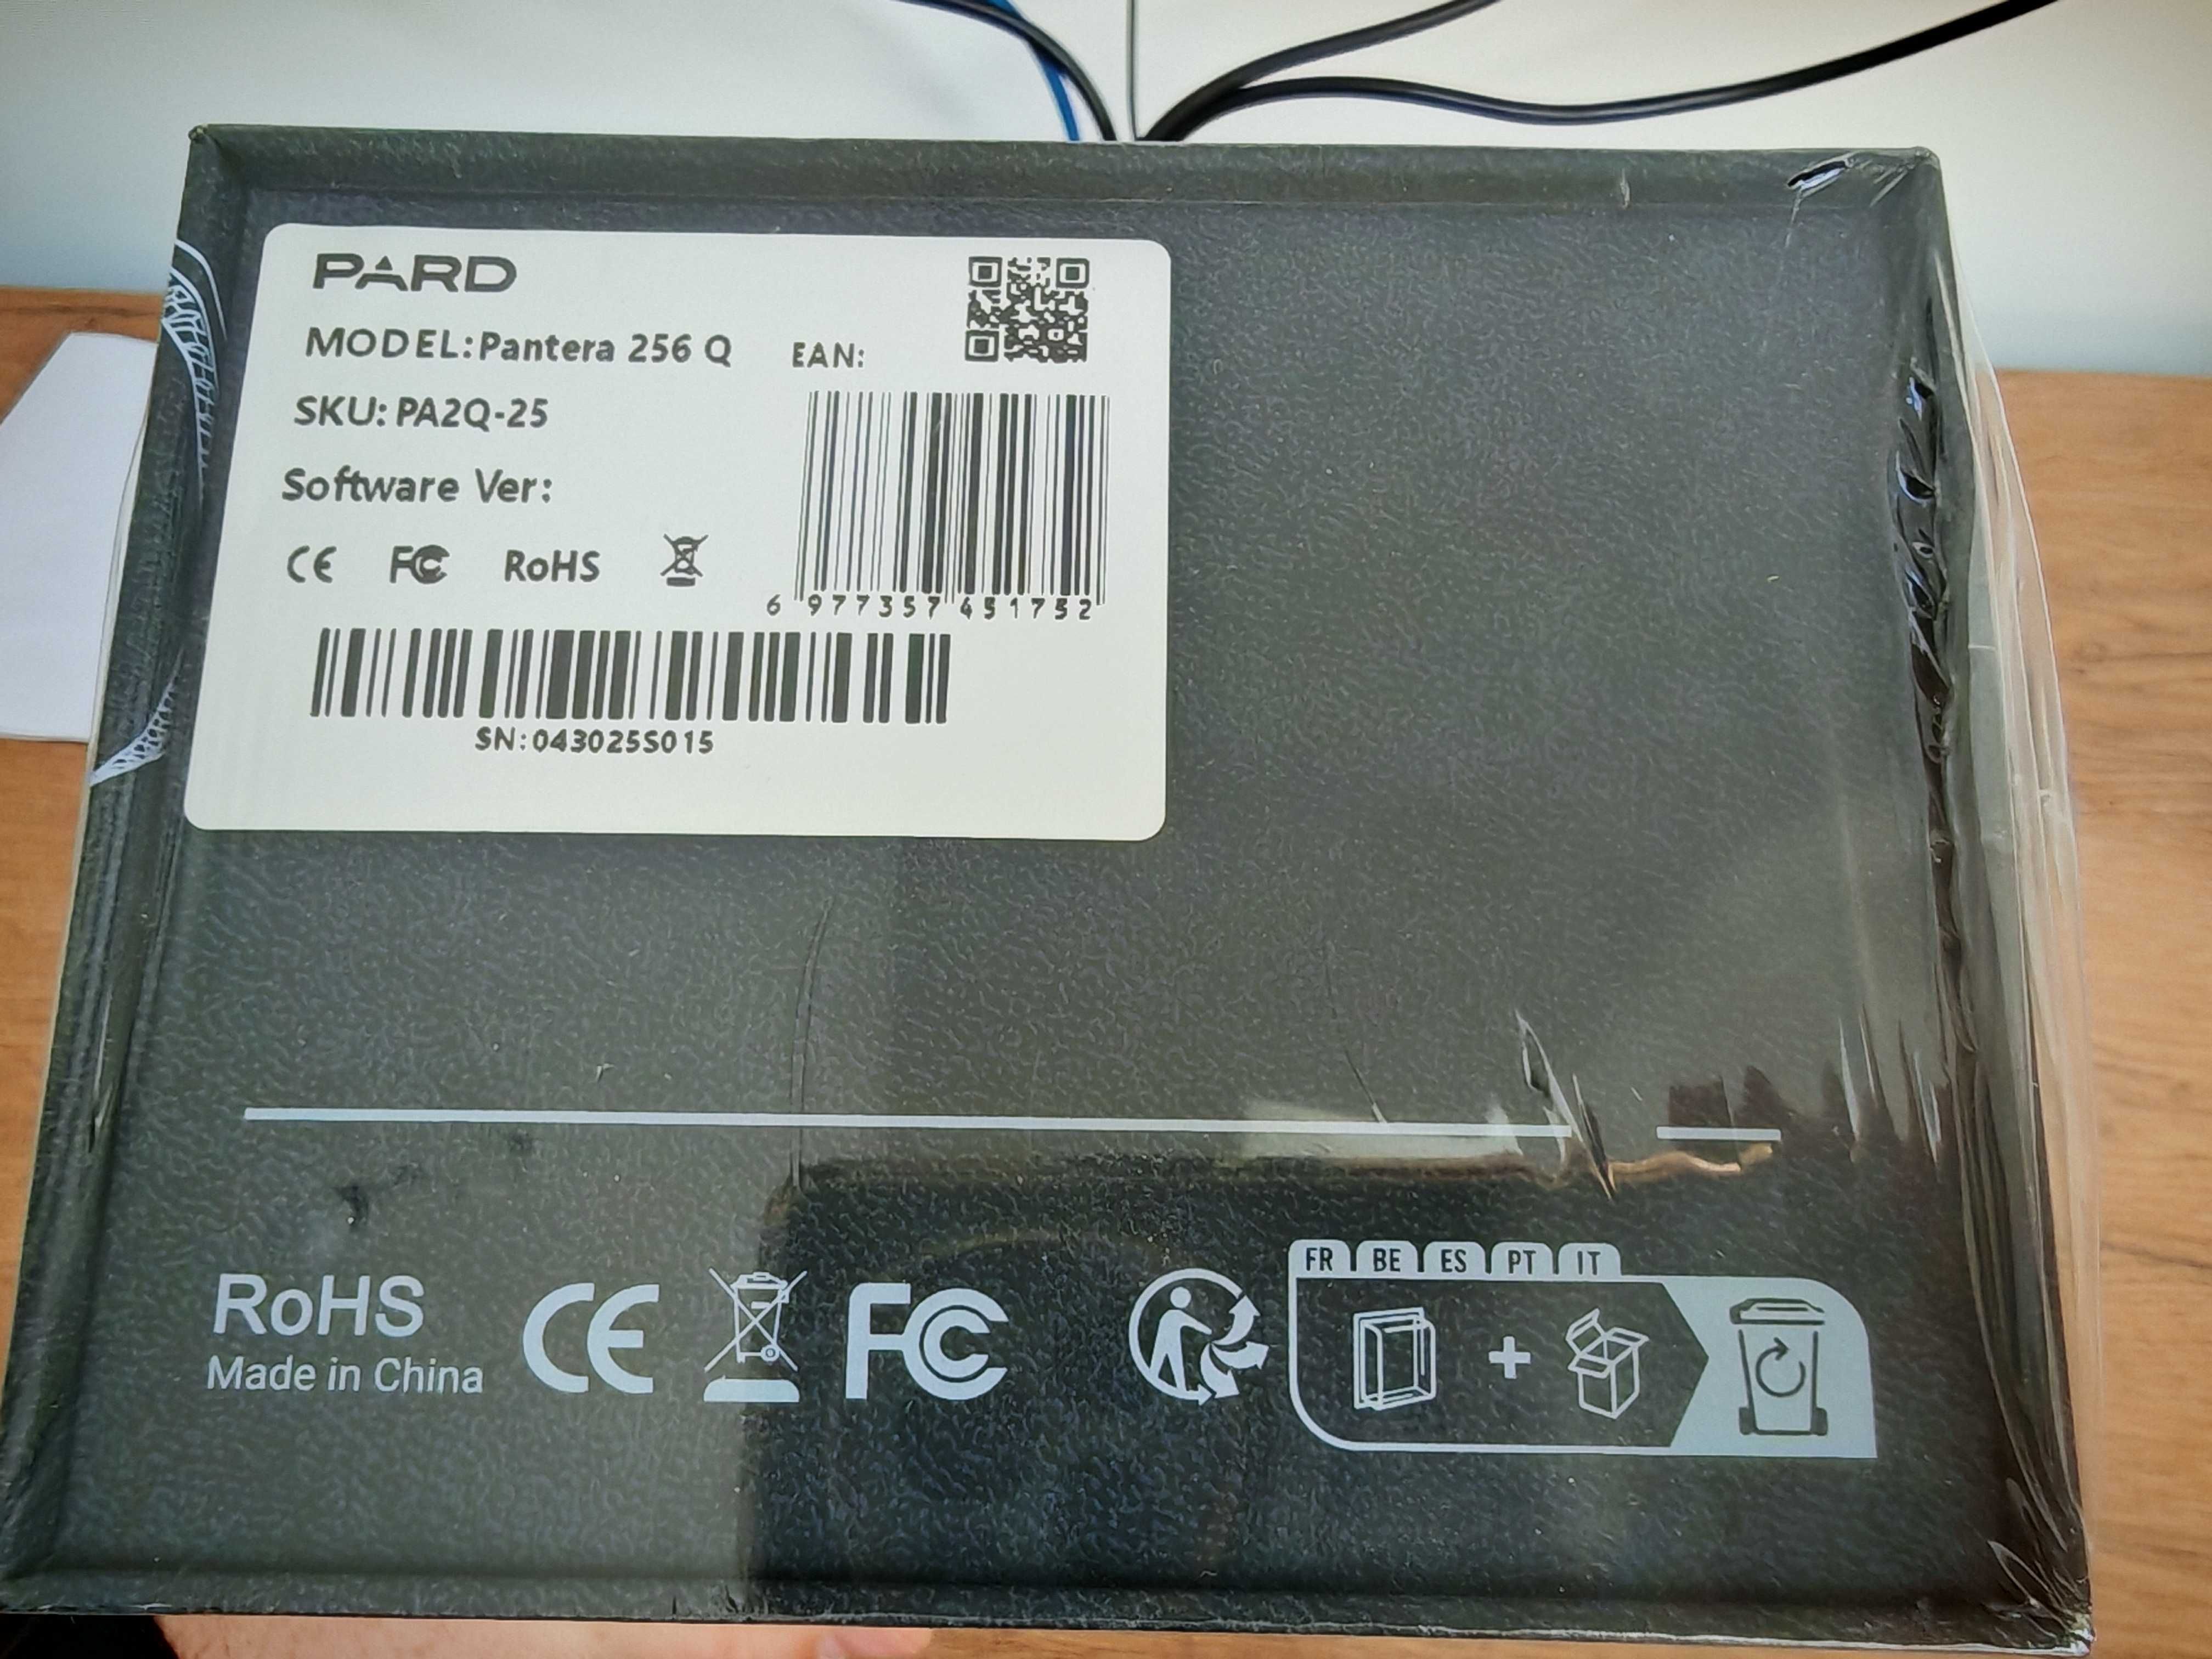 PARD
MODEL:Pantera 256 Q
EAN:
SKU: PA2Q-25
Software Ver:
CE FC RoHS
6 977357 451752
SN:043025S015
RoHS
Made in China
CE FC
FR BE ES PT IT